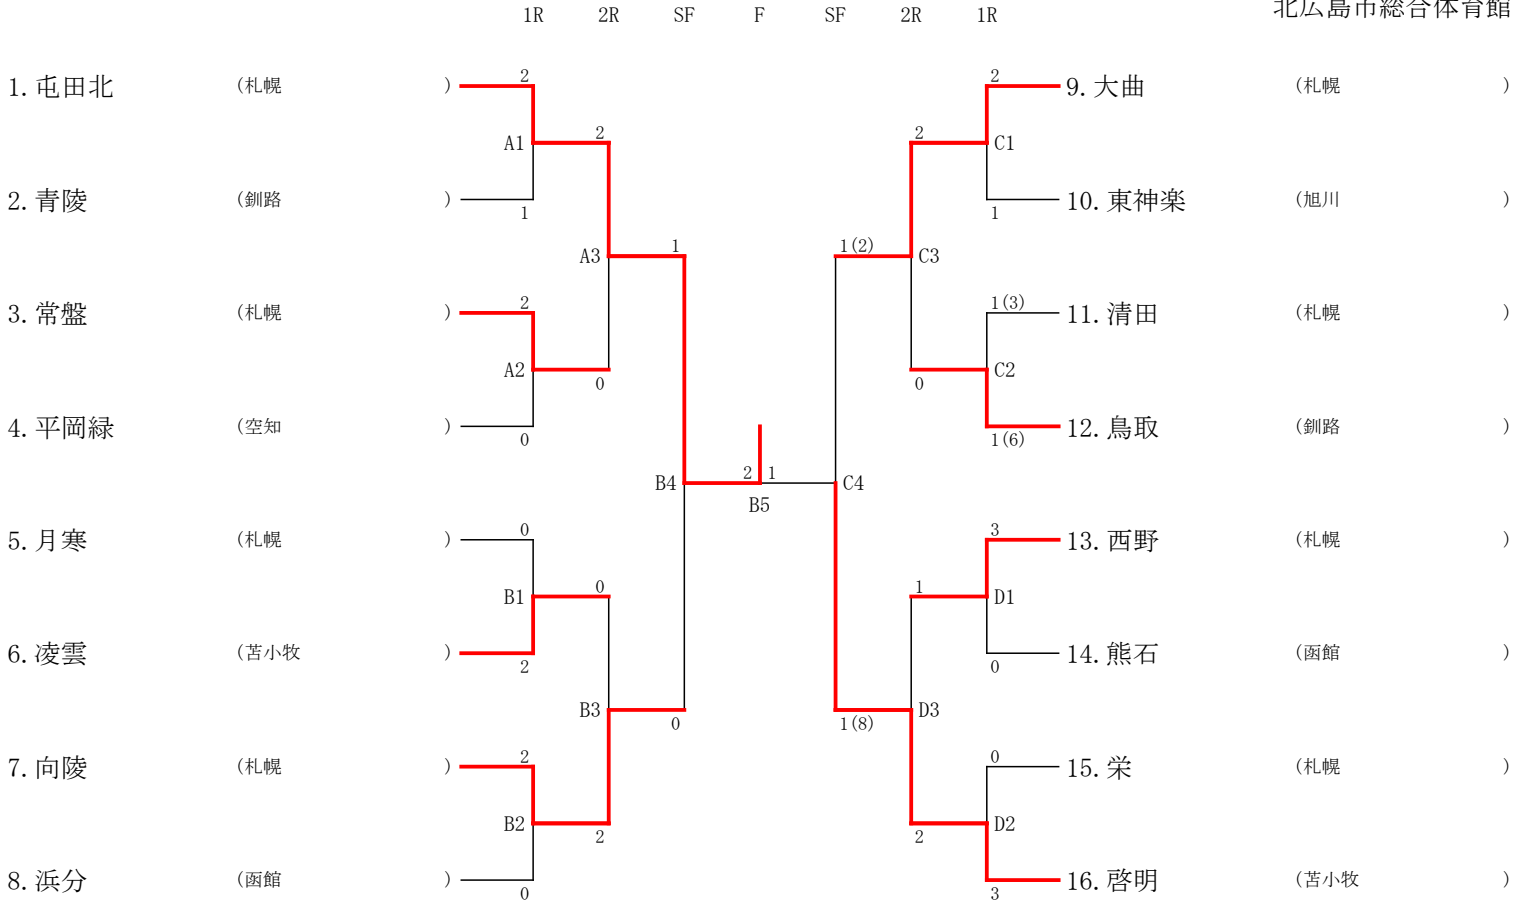 北広島市総合体育館
1R 2R SF F SF 2R 1R
1. 屯田北 (札幌 ) 2 2 9. 大曲 (札幌 )
A1 2 2 C1
2. 青陵 (釧路 ) 1 1 10. 東神楽 (旭川 )
A3 1 1(2) C3
3. 常盤 (札幌 ) 2 1(3) 11. 清田 (札幌 )
A2 0 0 C2
4. 平岡緑 (空知 ) 0 1(6) 12. 鳥取 (釧路 )
B4 2 1 C4
B5
5. 月寒 (札幌 ) 0 3 13. 西野 (札幌 )
B1 0 1 D1
6. 凌雲 (苫小牧 ) 2 0 14. 熊石 (函館 )
B3 0 1(8) D3
7. 向陵 (札幌 ) 2 0 15. 栄 (札幌 )
B2 2 2 D2
8. 浜分 (函館 ) 0 3 16. 啓明 (苫小牧 )